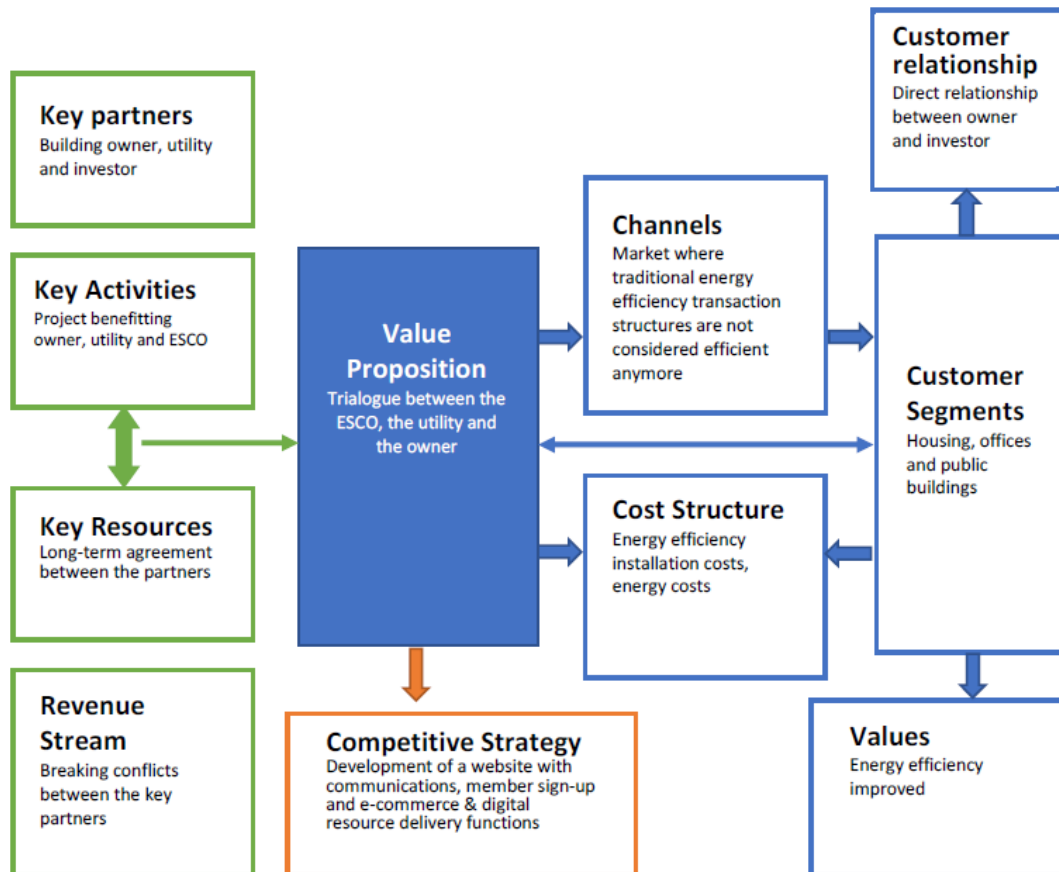 Key partners
Building owner, utility
and investor
Key Activities
Project benefitting
owner, utility and ESCO
Key Resources
Long-term agreement
between the partners
Revenue
Stream
Breaking conflicts
between the key
partners
Value
Proposition
Trialogue between the
ESCO, the utility and
the owner
Competitive Strategy
Development of a website with
communications, member sign-up
and e-commerce & digital
resource delivery functions
Channels
Market where
traditional energy
efficiency transaction
structures are not
considered efficient
anymore
Cost Structure
Energy efficiency
installation costs,
energy costs
Customer
relationship
Direct relationship
between owner
and investor
Customer
Segments
Housing, offices
and public
buildings
Values
Energy efficiency
improved